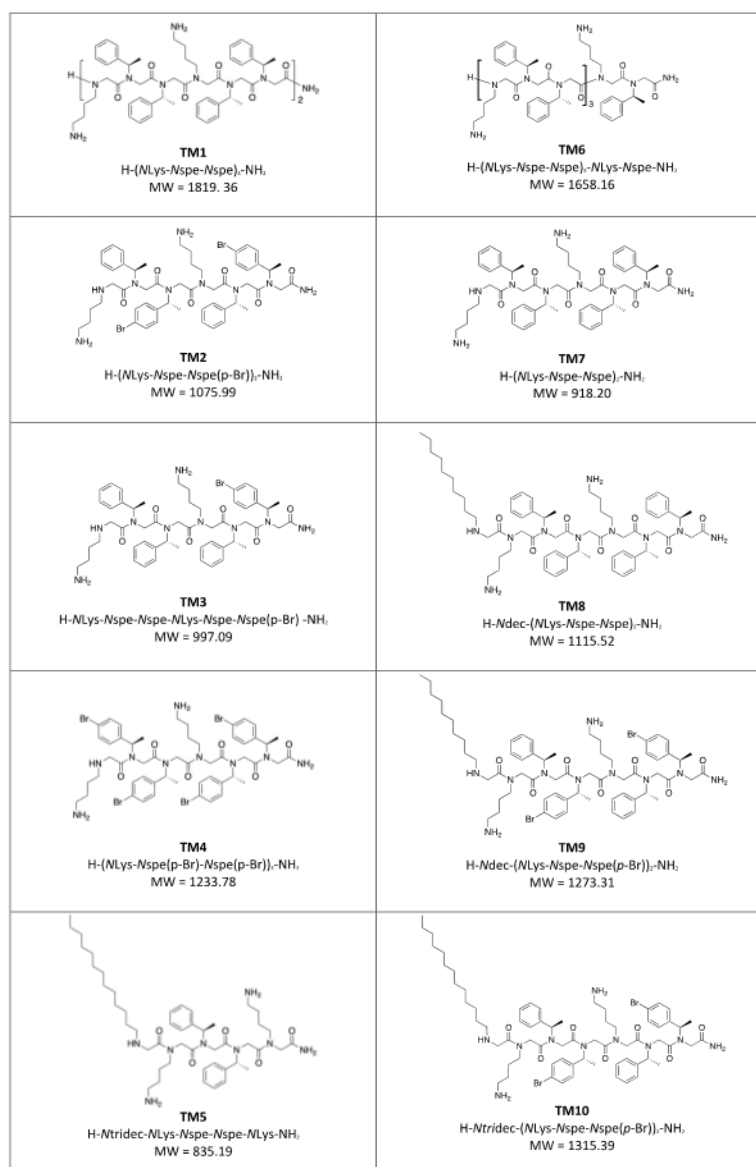 TM1
H-(NLys-Nspe-Nspe)₄-NH₂
MW = 1819. 36
TM6
H-(NLys-Nspe-Nspe)₃-NLys-Nspe-NH₂
MW = 1658.16
TM2
H-(NLys-Nspe-Nspe(p-Br))₂-NH₂
MW = 1075.99
TM7
H-(NLys-Nspe-Nspe)₂-NH₂
MW = 918.20
TM3
H-NLys-Nspe-Nspe-NLys-Nspe-Nspe(p-Br) -NH₂
MW = 997.09
TM8
H-Ndec-(NLys-Nspe-Nspe)₂-NH₂
MW = 1115.52
TM4
H-(NLys-Nspe(p-Br)-Nspe(p-Br))₂-NH₂
MW = 1233.78
TM9
H-Ndec-(NLys-Nspe-Nspe(p-Br))₂-NH₂
MW = 1273.31
TM5
H-Ntridec-NLys-Nspe-Nspe-NLys-NH₂
MW = 835.19
TM10
H-Ntridec-(NLys-Nspe-Nspe(p-Br))₂-NH₂
MW = 1315.39